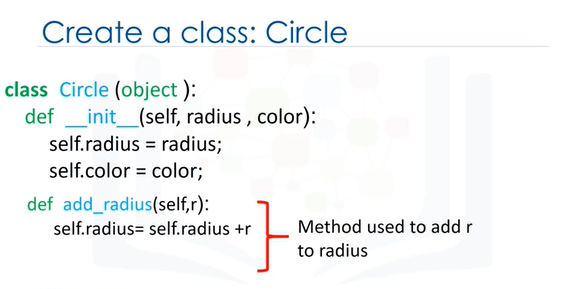 Create a class: Circle
class Circle (object ):
def __init__(self, radius , color):
self.radius = radius;
self.color = color;
def add_radius(self,r):
self.radius= self.radius +r
Method used to add r
to radius